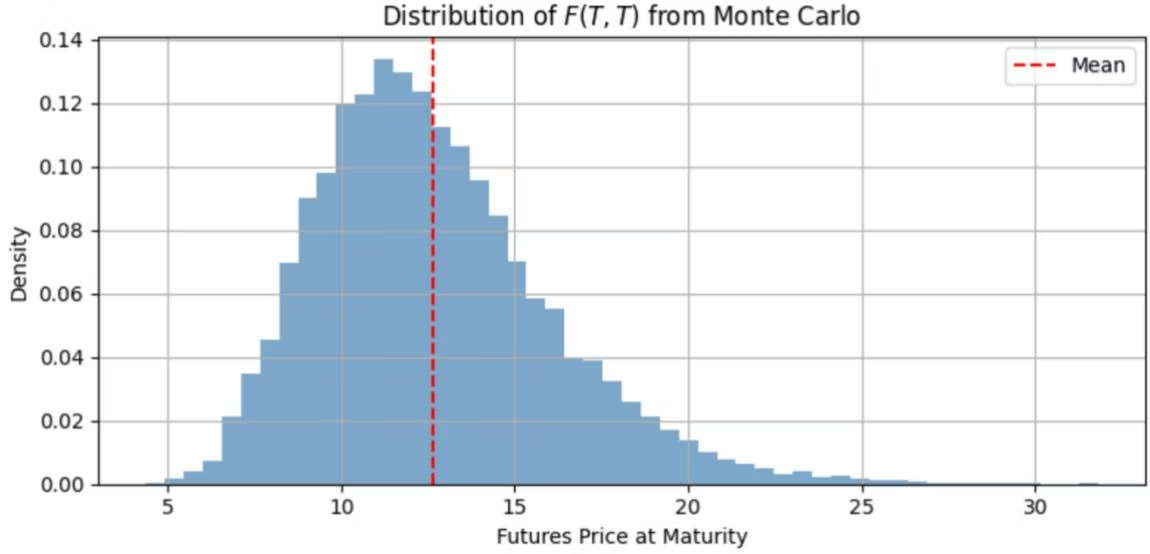 Distribution of F(T, T) from Monte Carlo
Mean
0.14
0.12
0.10
0.08
0.06
0.04
0.02
0.00
Density
5 10 15 20 25 30
Futures Price at Maturity